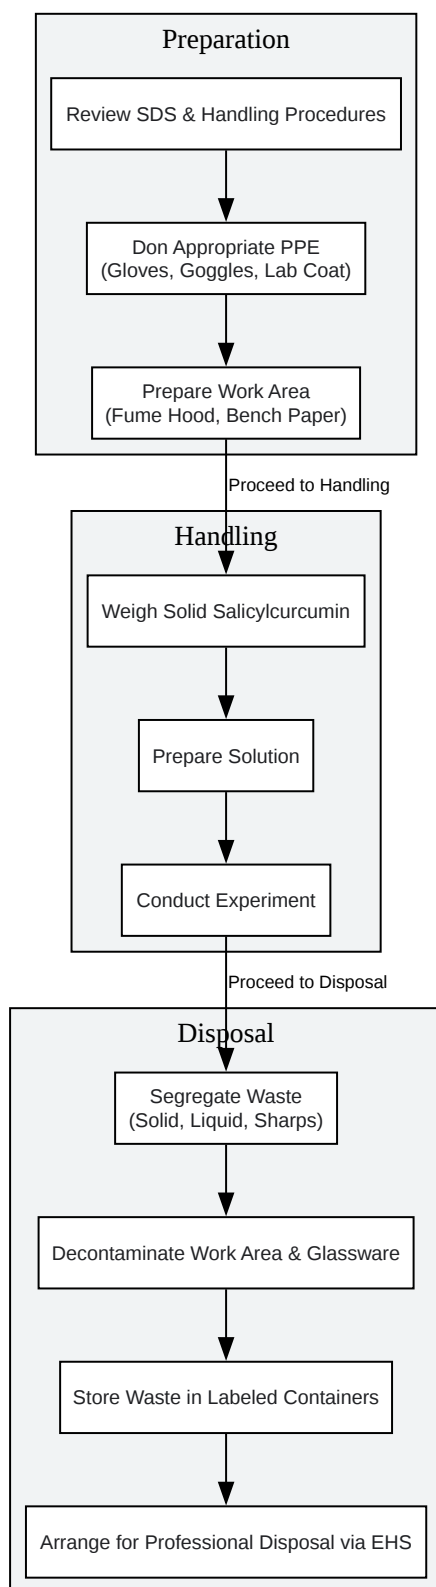 Preparation
Review SDS & Handling Procedures
Don Appropriate PPE
(Gloves, Goggles, Lab Coat)
Prepare Work Area
(Fume Hood, Bench Paper)
Proceed to Handling
Handling
Weigh Solid Salicylcurcumin
Prepare Solution
Conduct Experiment
Proceed to Disposal
Disposal
Segregate Waste
(Solid, Liquid, Sharps)
Decontaminate Work Area & Glassware
Store Waste in Labeled Containers
Arrange for Professional Disposal via EHS